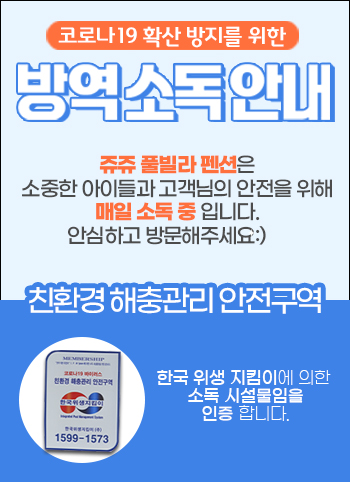 코로나19 확산 방지를 위한
방역 소독 안내
쥬쥬 풀빌라 펜션은
소중한 아이들과 고객님의 안전을 위해
매일 소독 중 입니다.
안심하고 방문해주세요:)
친환경 해충관리 안전구역
MEMBERSHIP
코로나19 바이러스
친환경 해충관리 안전구역
한국위생지킴이
한국위생지킴이(주)
1599-1573
한국 위생 지킴이에 의한
소독 시설물임을
인증 합니다.